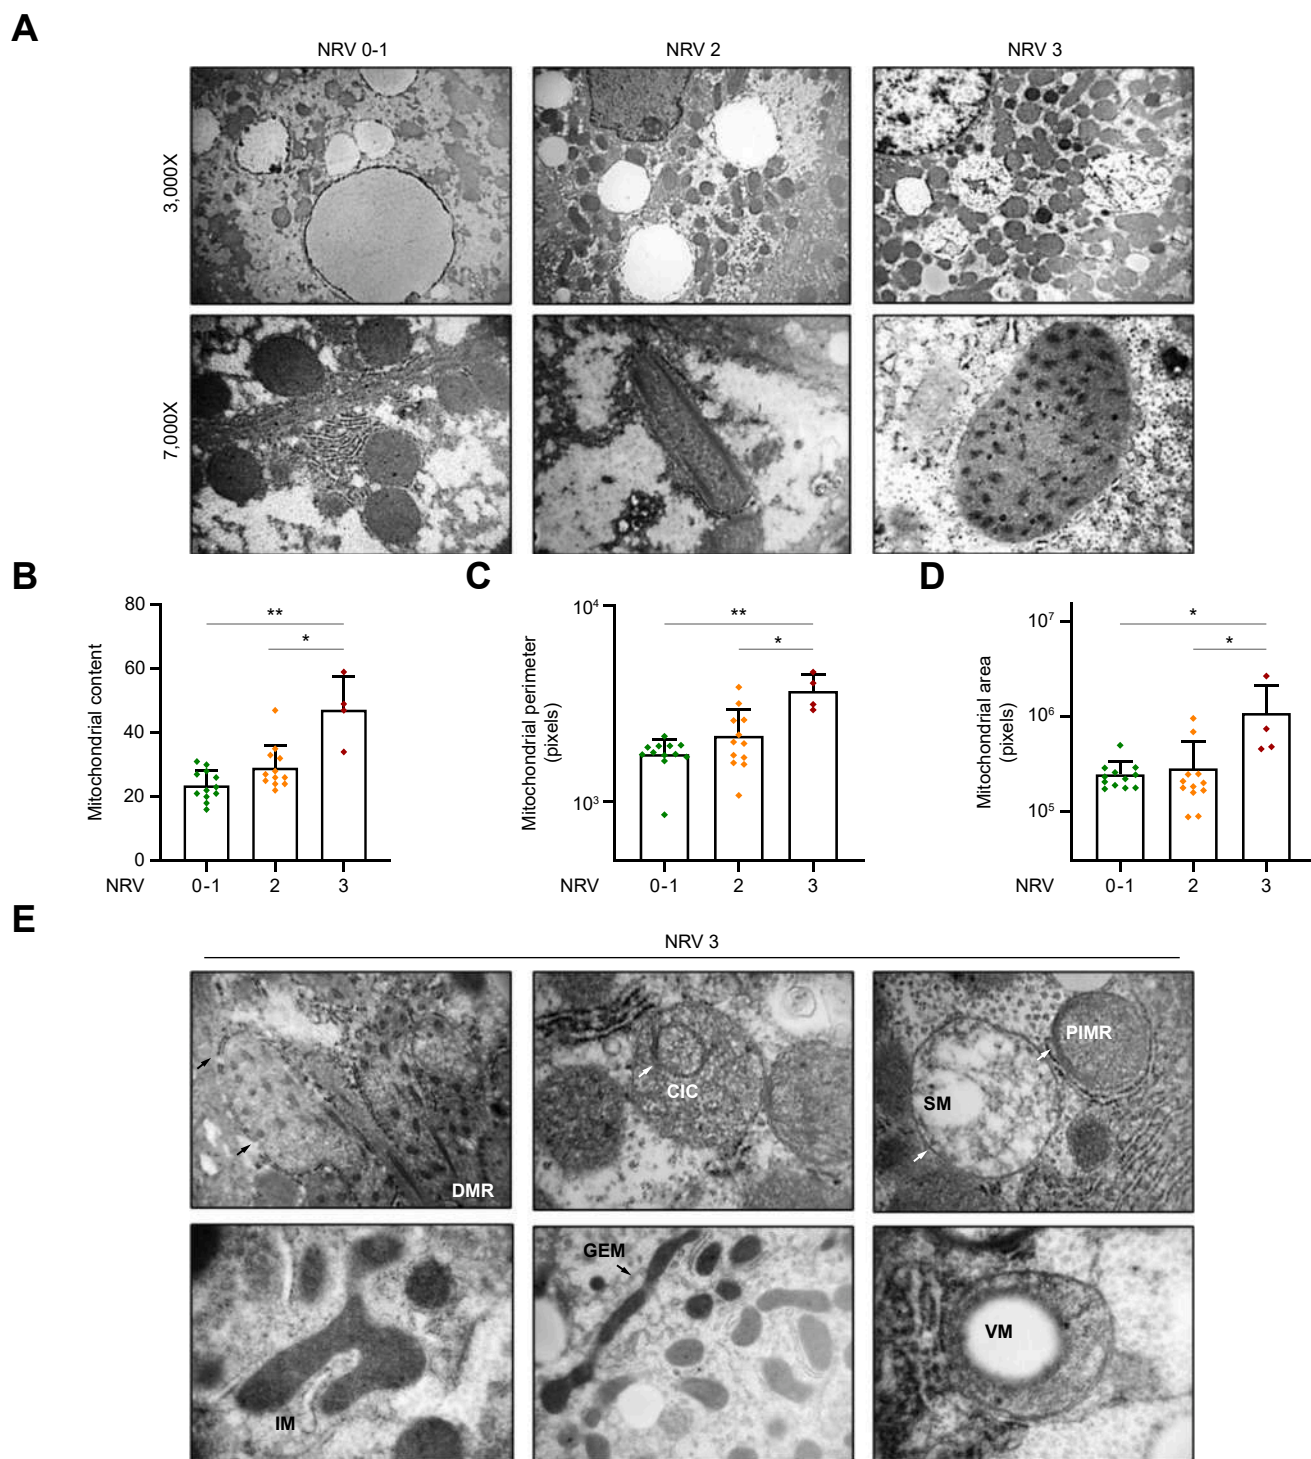 A
NRV 0-1
NRV 2
NRV 3
3,000X
7,000X
B
Mitochondrial content
80
60
40
20
0
**
*
NRV
0-1
2
3
C
Mitochondrial perimeter
(pixels)
10⁴
10³
**
*
NRV
0-1
2
3
D
Mitochondrial area
(pixels)
10⁷
10⁶
10⁵
*
*
NRV
0-1
2
3
E
NRV 3
DMR
CIC
SM
PIMR
IM
GEM
VM